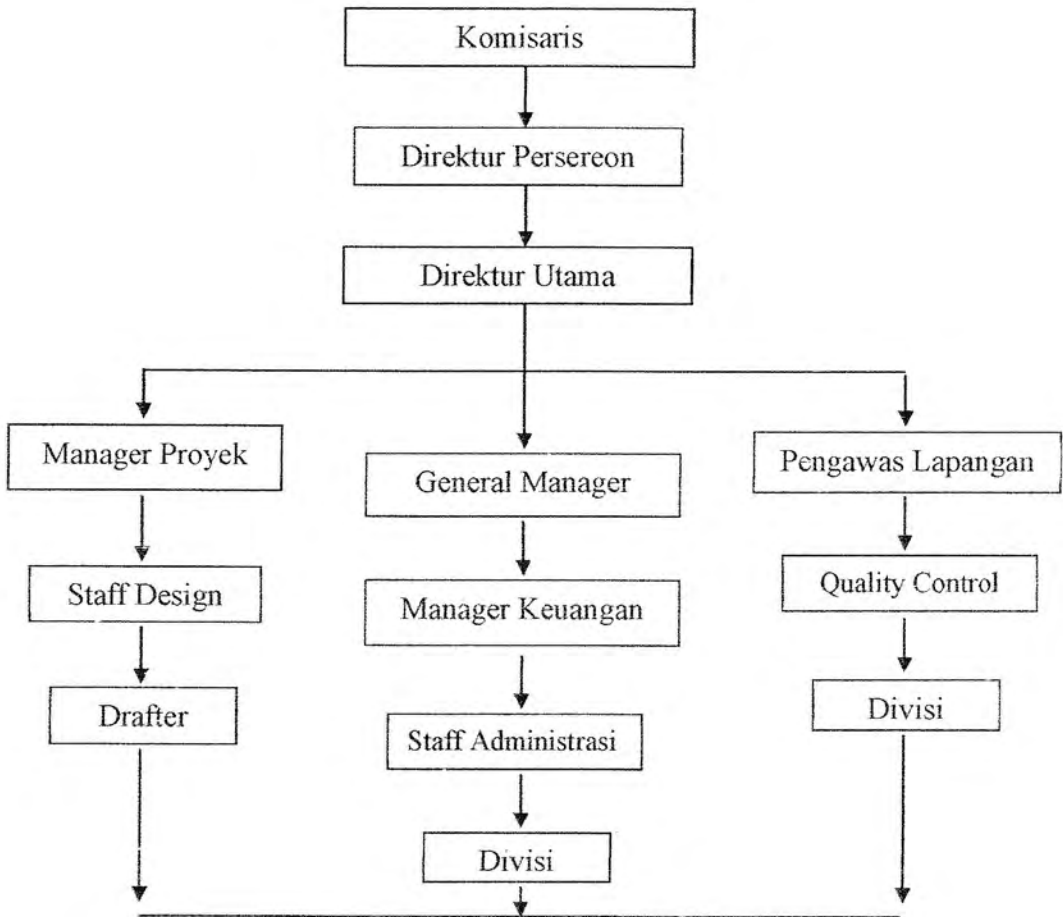 Komisaris
Direktur Persereon
Direktur Utama
Manager Proyek
General Manager
Pengawas Lapangan
Staff Design
Manager Keuangan
Quality Control
Drafter
Staff Administrasi
Divisi
Divisi